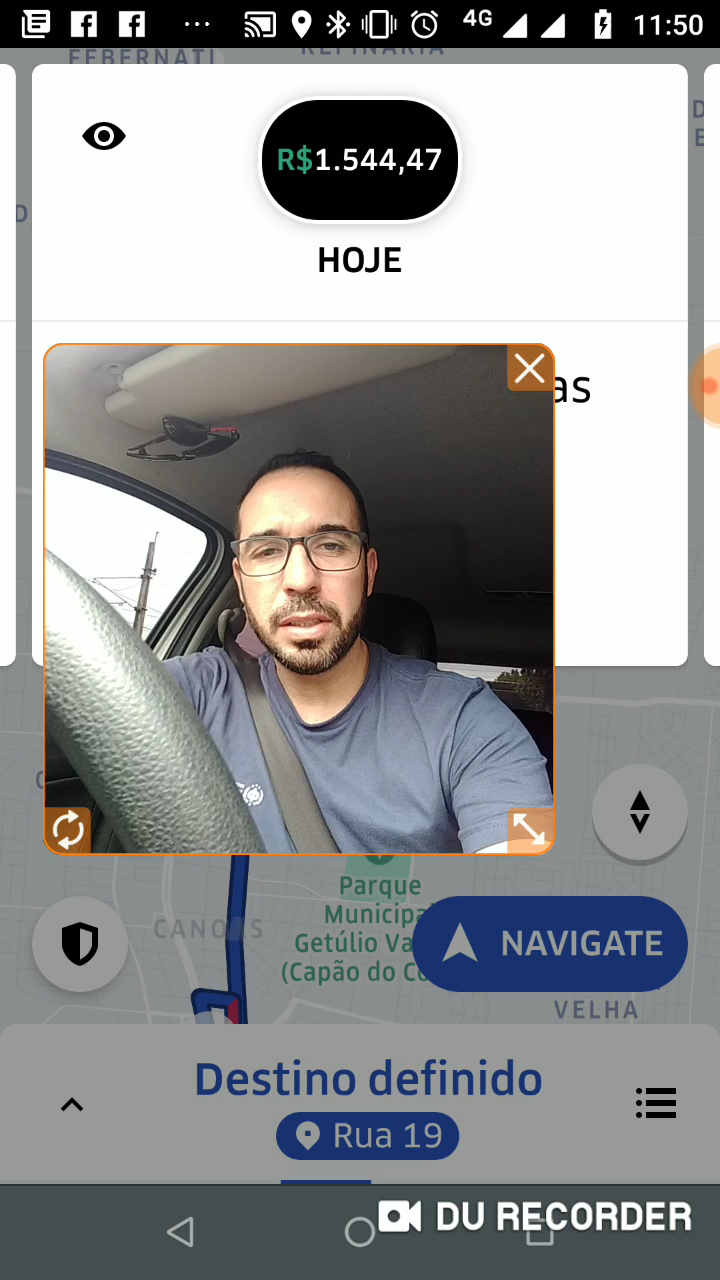 4G
11:50
R$1.544,47
HOJE
as
CANOAS
Parque
Municipa
Getúlio Va
(Capão do Co
NAVIGATE
VELHA
Destino definido
Rua 19
DU RECORDER